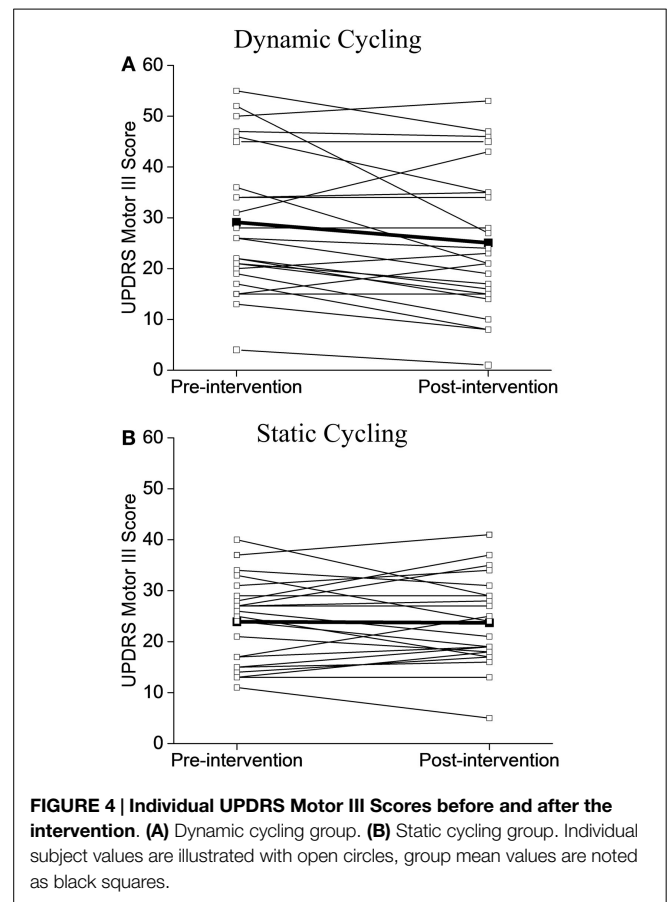 Dynamic Cycling
A
60
50
40
30
20
10
0
UPDRS Motor III Score
Pre-intervention Post-intervention
Static Cycling
B
60
50
40
30
20
10
0
UPDRS Motor III Score
Pre-intervention Post-intervention
FIGURE 4 | Individual UPDRS Motor III Scores before and after the
intervention. (A) Dynamic cycling group. (B) Static cycling group. Individual
subject values are illustrated with open circles, group mean values are noted
as black squares.